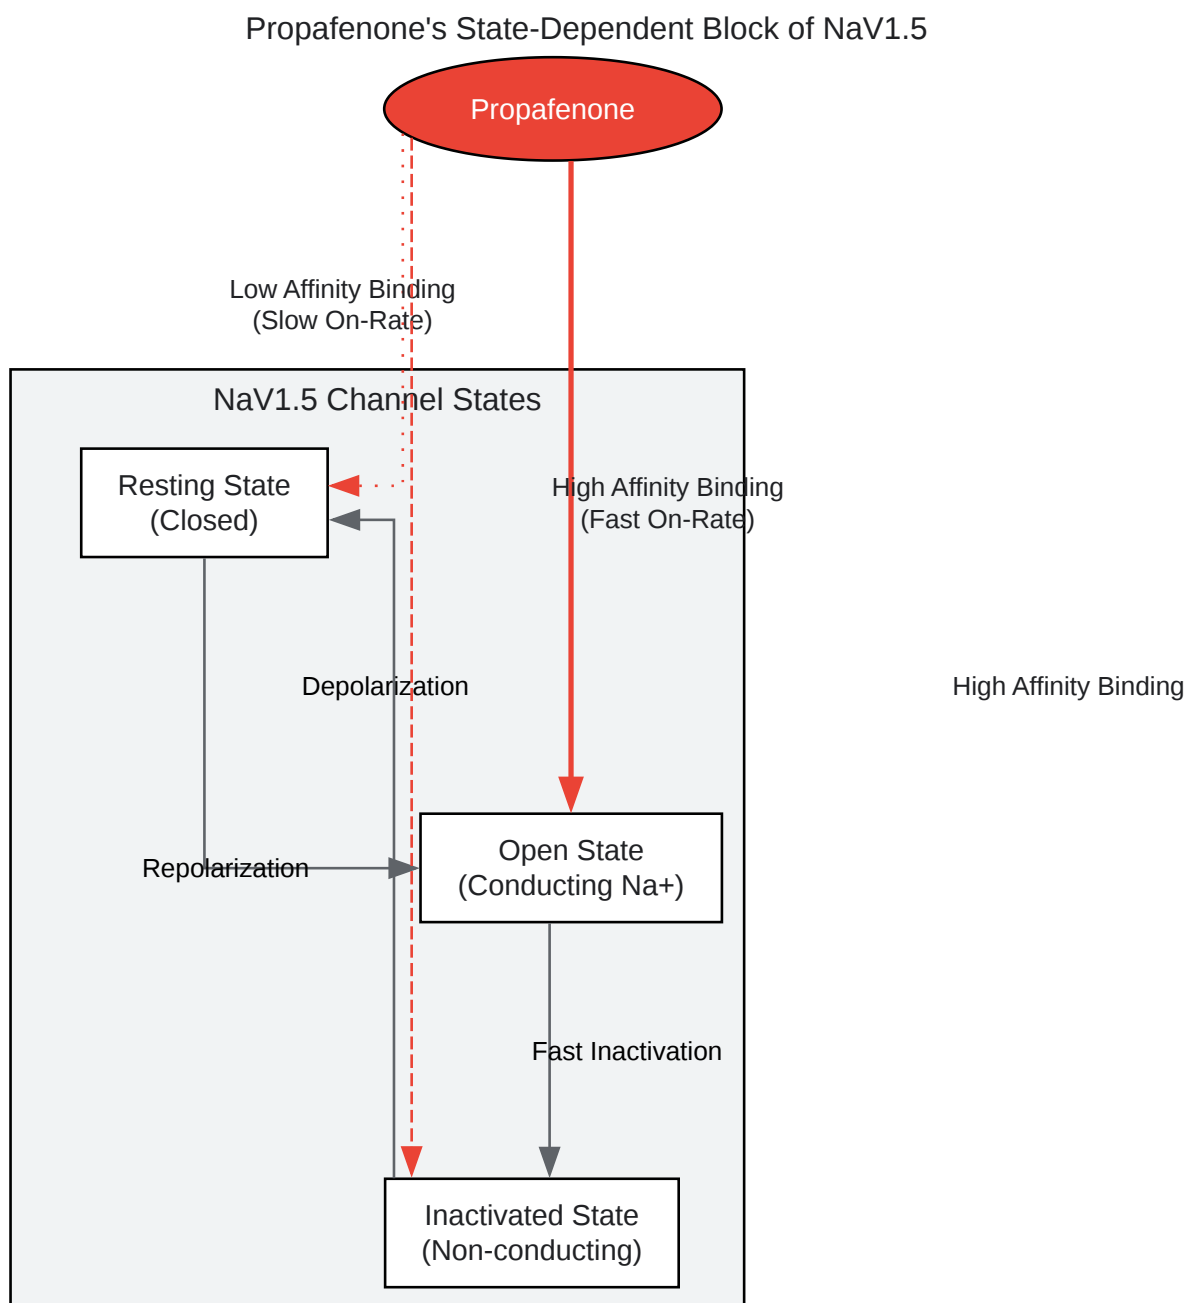 Propafenone's State-Dependent Block of NaV1.5
Propafenone
Low Affinity Binding
(Slow On-Rate)
NaV1.5 Channel States
Resting State
(Closed)
High Affinity Binding
(Fast On-Rate)
Depolarization
High Affinity Binding
Repolarization
Open State
(Conducting Na+)
Fast Inactivation
Inactivated State
(Non-conducting)